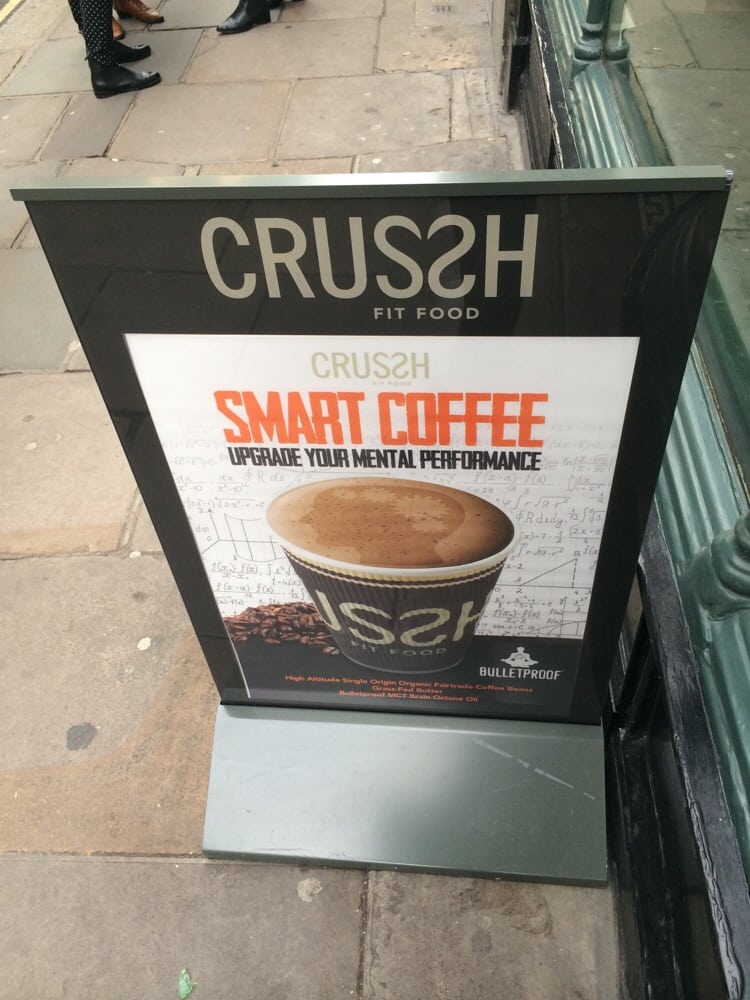 CRUSSH
FIT FOOD
CRUSSH
FIT FOOD
SMART COFFEE
UPGRADE YOUR MENTAL PERFORMANCE
USSH
FIT FOOD
BULLETPROOF
High Altitude Single Origin Organic Fairtrade Coffee Beans
Grass-Fed Butter
Bulletproof MCT Brain Octane Oil